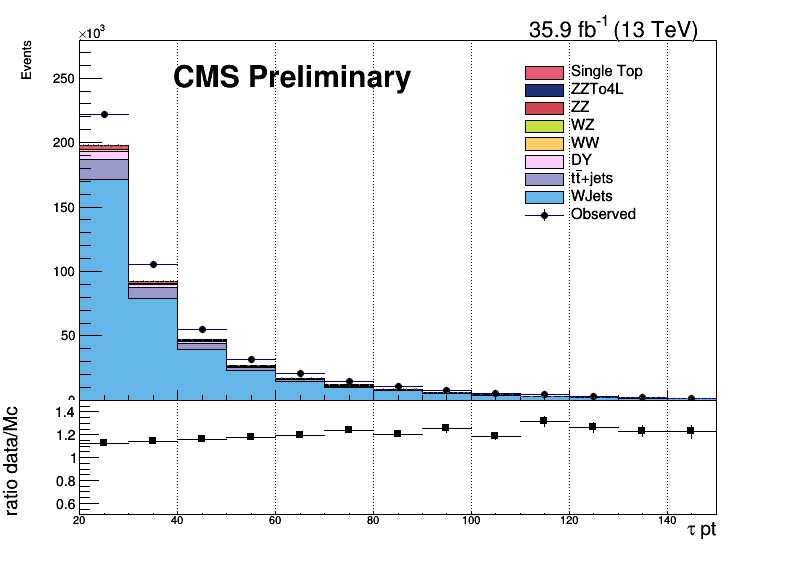 ×10³
35.9 fb⁻¹ (13 TeV)
Events
CMS Preliminary
250
200
150
100
50
0
Single Top
ZZTo4L
ZZ
WZ
WW
DY
tt̄+jets
WJets
Observed
ratio data/Mc
1.4
1.2
1
0.8
0.6
20 40 60 80 100 120 140
τ pt